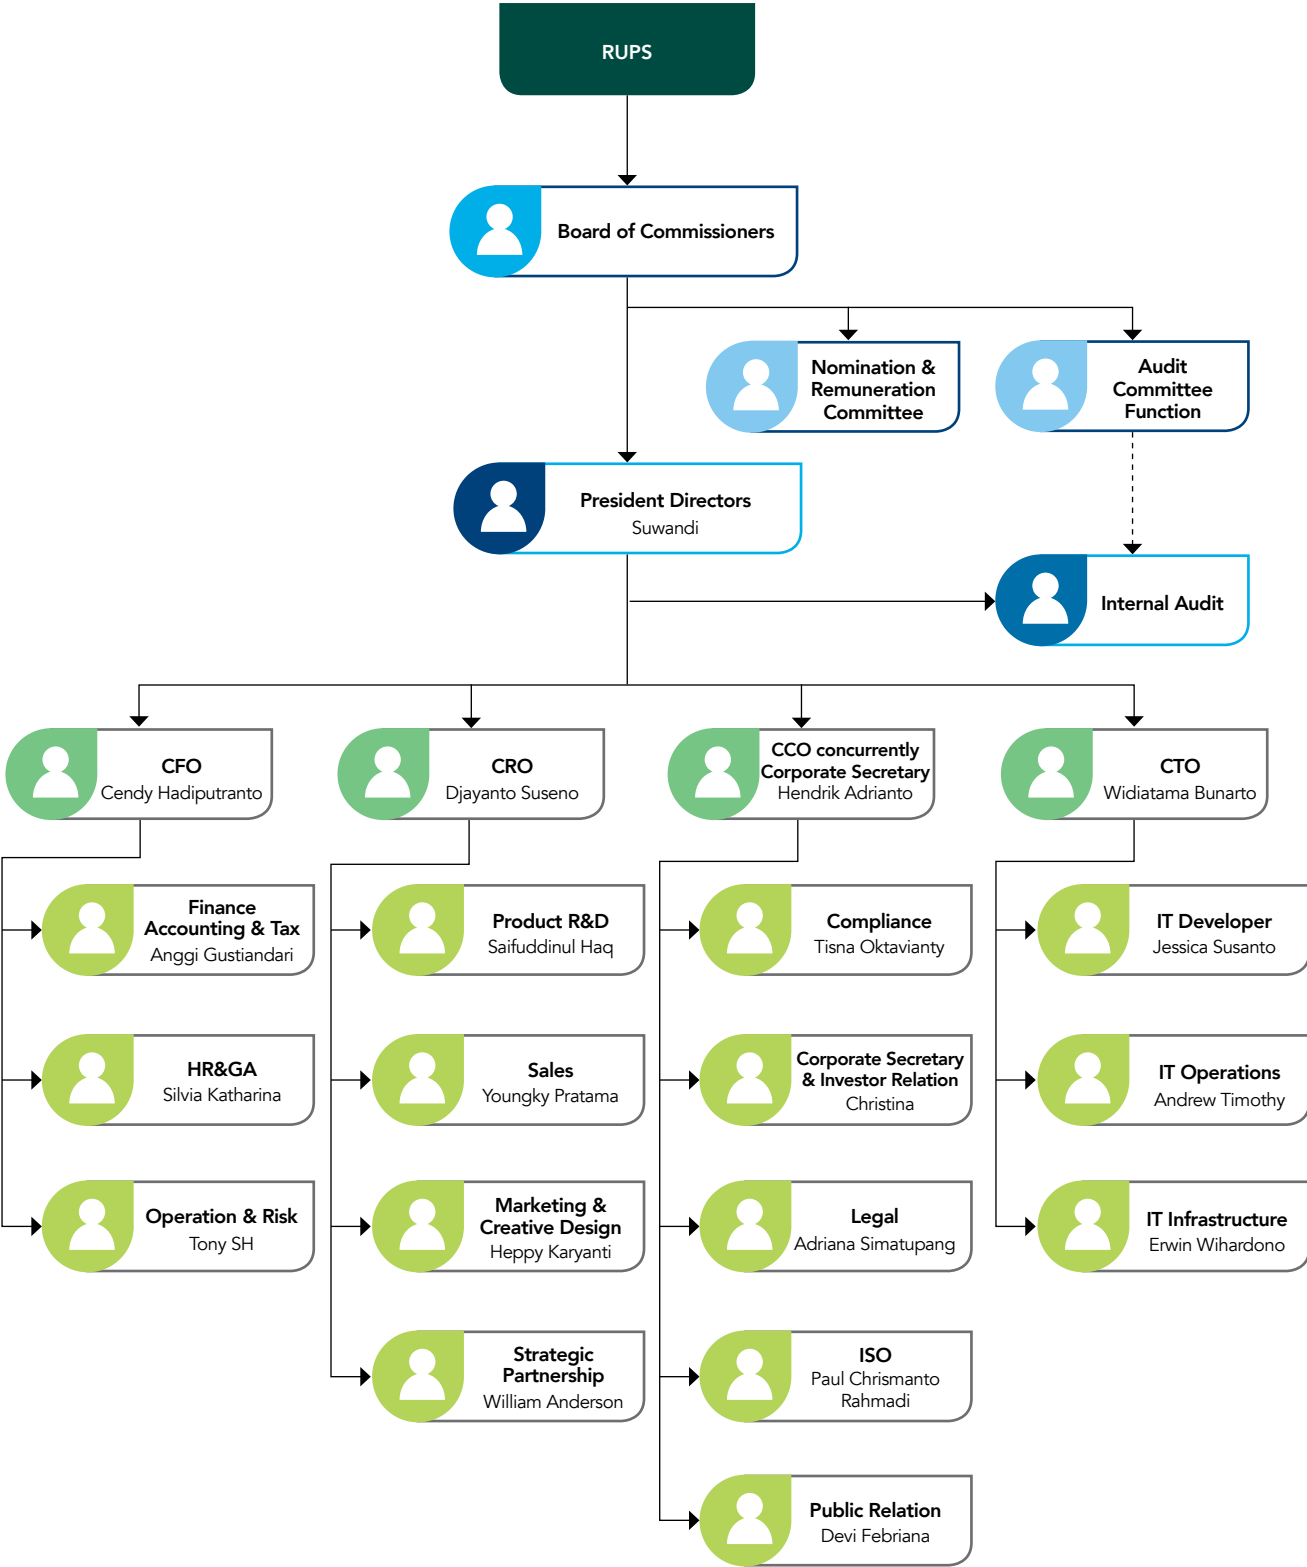 RUPS
Board of Commissioners
Nomination &
Remuneration
Committee
Audit
Committee
Function
President Directors
Suwandi
Internal Audit
CFO
Cendy Hadiputranto
CRO
Djayanto Suseno
CCO concurrently
Corporate Secretary
Hendrik Adrianto
CTO
Widiatama Bunarto
Finance
Accounting & Tax
Anggi Gustiandari
HR&GA
Silvia Katharina
Operation & Risk
Tony SH
Product R&D
Saifuddinul Haq
Sales
Youngky Pratama
Marketing &
Creative Design
Heppy Karyanti
Strategic
Partnership
William Anderson
Compliance
Tisna Oktavianty
Corporate Secretary
& Investor Relation
Christina
Legal
Adriana Simatupang
ISO
Paul Chrismanto
Rahmadi
Public Relation
Devi Febriana
IT Developer
Jessica Susanto
IT Operations
Andrew Timothy
IT Infrastructure
Erwin Wihardono